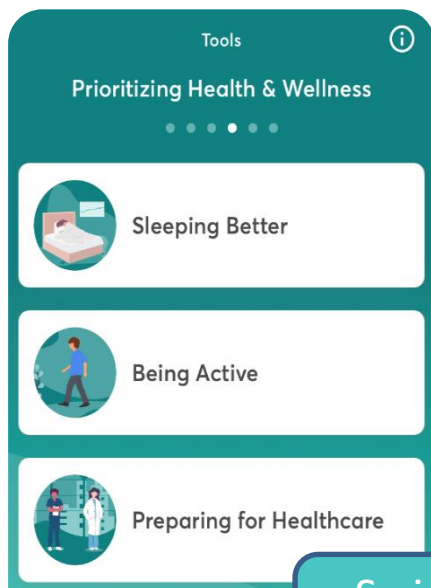 Tools
Prioritizing Health & Wellness
Sleeping Better
Being Active
Preparing for Healthcare